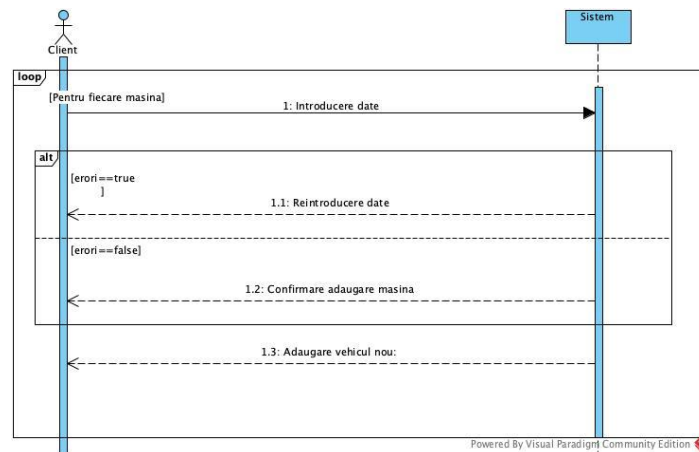 Sistem
Client
loop
[Pentru fiecare masina]
1: Introducere date
alt
[erori==true
]
1.1: Reintroducere date
[erori==false]
1.2: Confirmare adaugare masina
1.3: Adaugare vehicul nou:
Powered By Visual Paradigm Community Edition